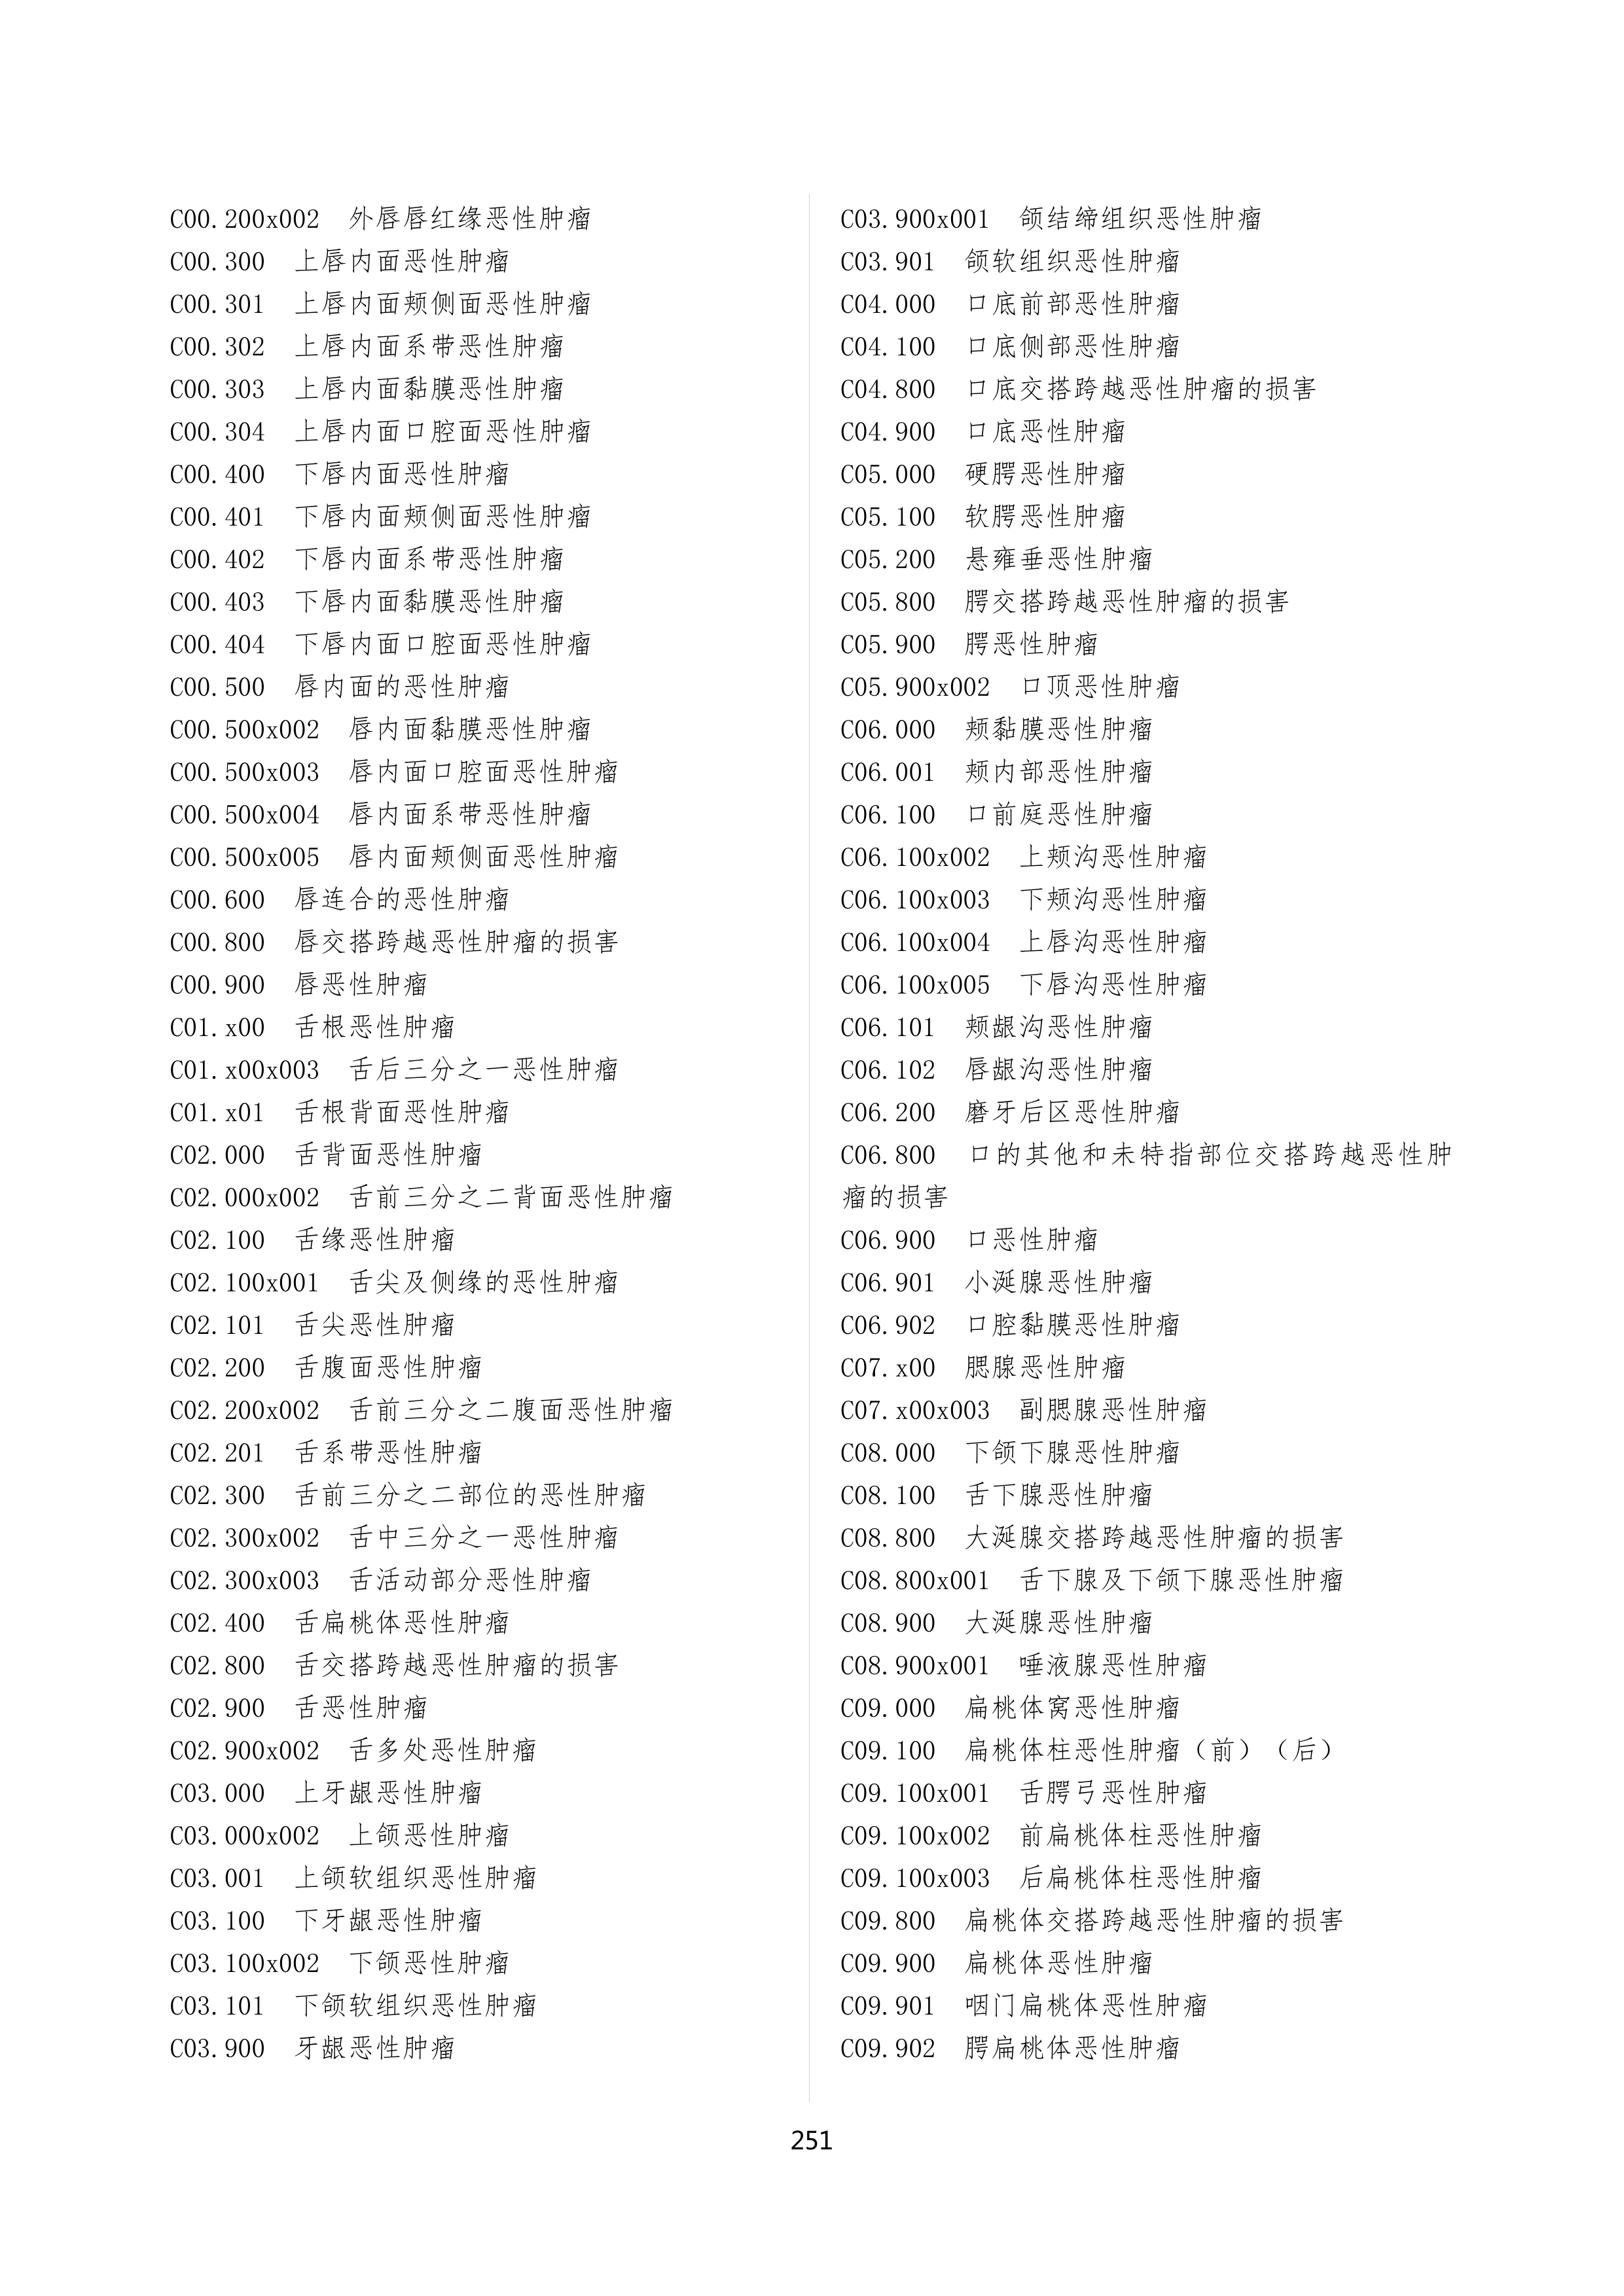 C00.200x002 外唇唇红缘恶性肿瘤
C00.300 上唇内面恶性肿瘤
C00.301 上唇内面颊侧面恶性肿瘤
C00.302 上唇内面系带恶性肿瘤
C00.303 上唇内面黏膜恶性肿瘤
C00.304 上唇内面口腔面恶性肿瘤
C00.400 下唇内面恶性肿瘤
C00.401 下唇内面颊侧面恶性肿瘤
C00.402 下唇内面系带恶性肿瘤
C00.403 下唇内面黏膜恶性肿瘤
C00.404 下唇内面口腔面恶性肿瘤
C00.500 唇内面的恶性肿瘤
C00.500x002 唇内面黏膜恶性肿瘤
C00.500x003 唇内面口腔面恶性肿瘤
C00.500x004 唇内面系带恶性肿瘤
C00.500x005 唇内面颊侧面恶性肿瘤
C00.600 唇连合的恶性肿瘤
C00.800 唇交搭跨越恶性肿瘤的损害
C00.900 唇恶性肿瘤
C01.x00 舌根恶性肿瘤
C01.x00x003 舌后三分之一恶性肿瘤
C01.x01 舌根背面恶性肿瘤
C02.000 舌背面恶性肿瘤
C02.000x002 舌前三分之二背面恶性肿瘤
C02.100 舌缘恶性肿瘤
C02.100x001 舌尖及侧缘的恶性肿瘤
C02.101 舌尖恶性肿瘤
C02.200 舌腹面恶性肿瘤
C02.200x002 舌前三分之二腹面恶性肿瘤
C02.201 舌系带恶性肿瘤
C02.300 舌前三分之二部位的恶性肿瘤
C02.300x002 舌中三分之一恶性肿瘤
C02.300x003 舌活动部分恶性肿瘤
C02.400 舌扁桃体恶性肿瘤
C02.800 舌交搭跨越恶性肿瘤的损害
C02.900 舌恶性肿瘤
C02.900x002 舌多处恶性肿瘤
C03.000 上牙龈恶性肿瘤
C03.000x002 上颌恶性肿瘤
C03.001 上颌软组织恶性肿瘤
C03.100 下牙龈恶性肿瘤
C03.100x002 下颌恶性肿瘤
C03.101 下颌软组织恶性肿瘤
C03.900 牙龈恶性肿瘤
C03.900x001 颌结缔组织恶性肿瘤
C03.901 颌软组织恶性肿瘤
C04.000 口底前部恶性肿瘤
C04.100 口底侧部恶性肿瘤
C04.800 口底交搭跨越恶性肿瘤的损害
C04.900 口底恶性肿瘤
C05.000 硬腭恶性肿瘤
C05.100 软腭恶性肿瘤
C05.200 悬雍垂恶性肿瘤
C05.800 腭交搭跨越恶性肿瘤的损害
C05.900 腭恶性肿瘤
C05.900x002 口顶恶性肿瘤
C06.000 颊黏膜恶性肿瘤
C06.001 颊内部恶性肿瘤
C06.100 口前庭恶性肿瘤
C06.100x002 上颊沟恶性肿瘤
C06.100x003 下颊沟恶性肿瘤
C06.100x004 上唇沟恶性肿瘤
C06.100x005 下唇沟恶性肿瘤
C06.101 颊龈沟恶性肿瘤
C06.102 唇龈沟恶性肿瘤
C06.200 磨牙后区恶性肿瘤
C06.800 口的其他和未特指部位交搭跨越恶性肿
瘤的损害
C06.900 口恶性肿瘤
C06.901 小涎腺恶性肿瘤
C06.902 口腔黏膜恶性肿瘤
C07.x00 腮腺恶性肿瘤
C07.x00x003 副腮腺恶性肿瘤
C08.000 下颌下腺恶性肿瘤
C08.100 舌下腺恶性肿瘤
C08.800 大涎腺交搭跨越恶性肿瘤的损害
C08.800x001 舌下腺及下颌下腺恶性肿瘤
C08.900 大涎腺恶性肿瘤
C08.900x001 唾液腺恶性肿瘤
C09.000 扁桃体窝恶性肿瘤
C09.100 扁桃体柱恶性肿瘤（前）（后）
C09.100x001 舌腭弓恶性肿瘤
C09.100x002 前扁桃体柱恶性肿瘤
C09.100x003 后扁桃体柱恶性肿瘤
C09.800 扁桃体交搭跨越恶性肿瘤的损害
C09.900 扁桃体恶性肿瘤
C09.901 咽门扁桃体恶性肿瘤
C09.902 腭扁桃体恶性肿瘤
251